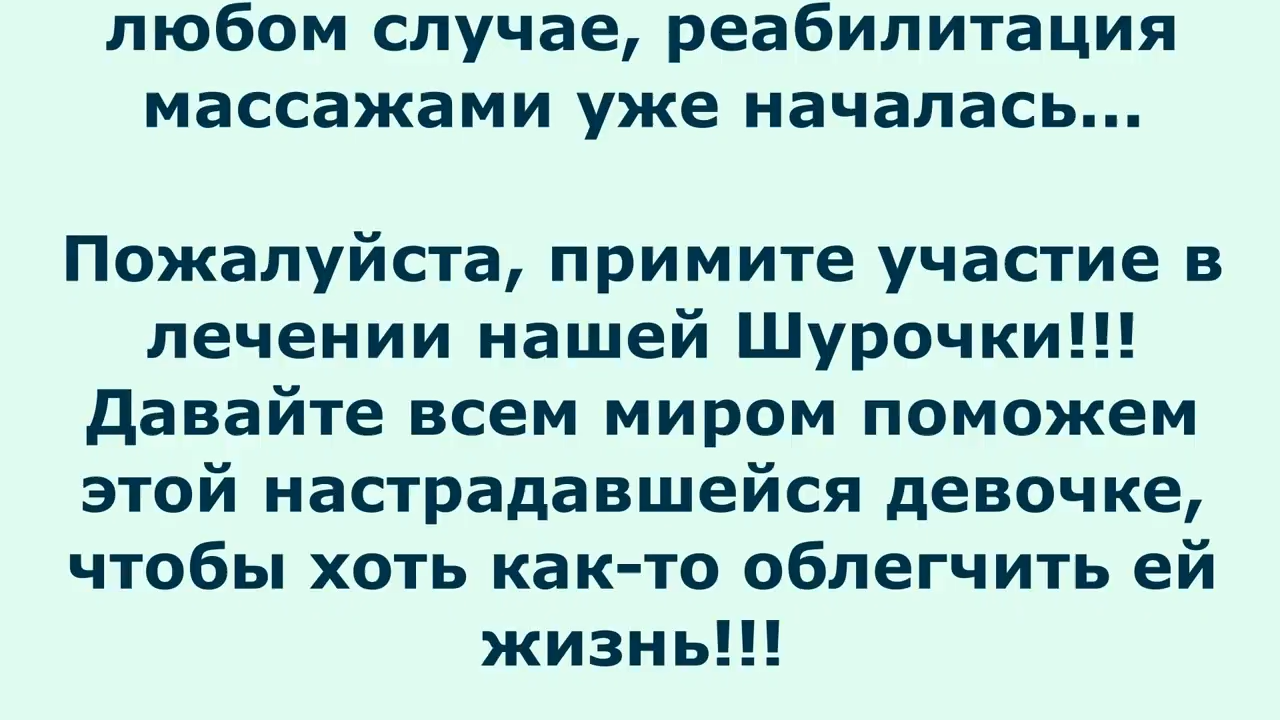 любом случае, реабилитация
массажами уже началась...
Пожалуйста, примите участие в
лечении нашей Шурочки!!!
Давайте всем миром поможем
этой настрадавшейся девочке,
чтобы хоть как-то облегчить ей
жизнь!!!